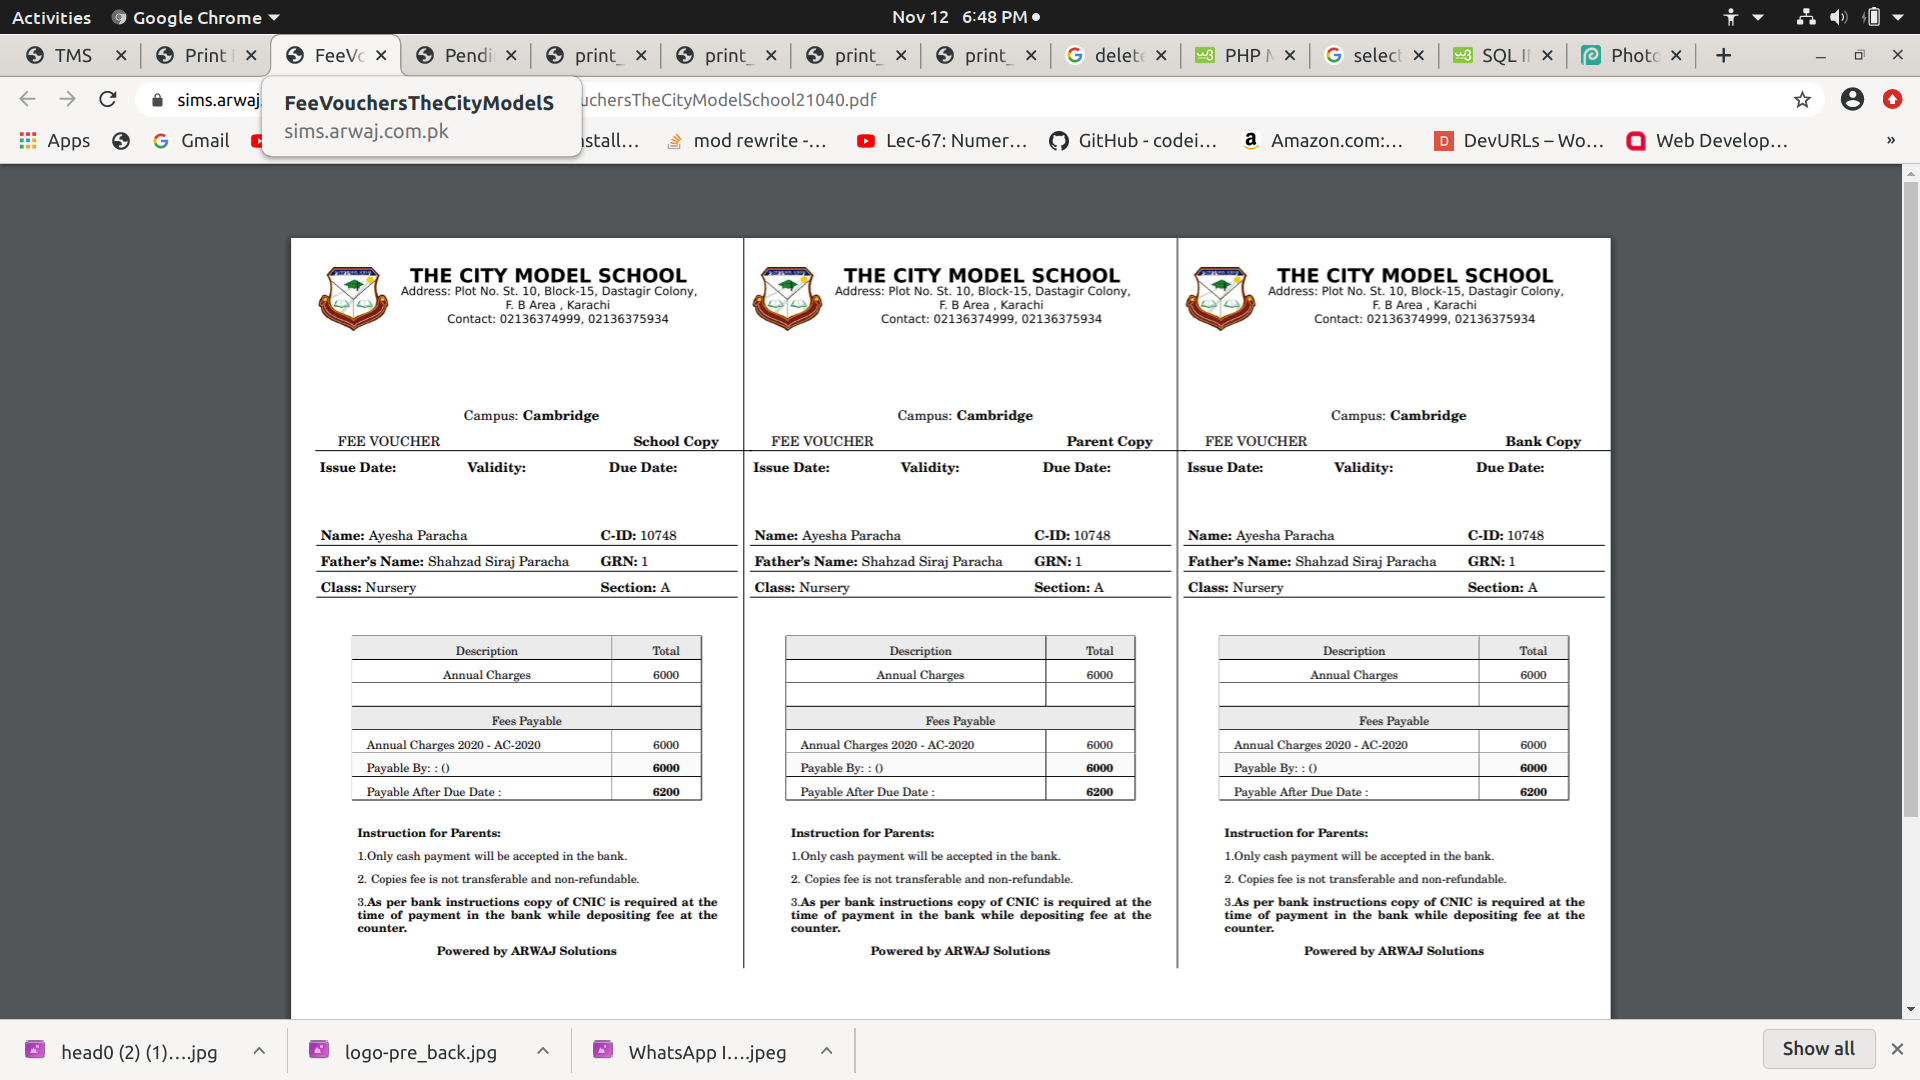 Activities Google Chrome Nov 12 6:48 PM
TMS Print FeeVo Pendi print_ print_ print_ print_ delete PHP selec SQL I Photo
sims.arwaj. uchersTheCityModelSchool21040.pdf
FeeVouchersTheCityModelS
sims.arwaj.com.pk
Apps Gmail nstall... mod rewrite -... Lec-67: Numer... GitHub - codei... Amazon.com:... DevURLs – Wo... Web Develop... »
THE CITY MODEL SCHOOL
Address: Plot No. St. 10, Block-15, Dastagir Colony,
F. B Area , Karachi
Contact: 02136374999, 02136375934
Campus: Cambridge
FEE VOUCHER School Copy
Issue Date: Validity: Due Date:
Name: Ayesha Paracha C-ID: 10748
Father's Name: Shahzad Siraj Paracha GRN: 1
Class: Nursery Section: A
Description Total
Annual Charges 6000
Fees Payable
Annual Charges 2020 - AC-2020 6000
Payable By: : () 6000
Payable After Due Date : 6200
Instruction for Parents:
1.Only cash payment will be accepted in the bank.
2. Copies fee is not transferable and non-refundable.
3.As per bank instructions copy of CNIC is required at the
time of payment in the bank while depositing fee at the
counter.
Powered by ARWAJ Solutions
THE CITY MODEL SCHOOL
Address: Plot No. St. 10, Block-15, Dastagir Colony,
F. B Area , Karachi
Contact: 02136374999, 02136375934
Campus: Cambridge
FEE VOUCHER Parent Copy
Issue Date: Validity: Due Date:
Name: Ayesha Paracha C-ID: 10748
Father's Name: Shahzad Siraj Paracha GRN: 1
Class: Nursery Section: A
Description Total
Annual Charges 6000
Fees Payable
Annual Charges 2020 - AC-2020 6000
Payable By: : () 6000
Payable After Due Date : 6200
Instruction for Parents:
1.Only cash payment will be accepted in the bank.
2. Copies fee is not transferable and non-refundable.
3.As per bank instructions copy of CNIC is required at the
time of payment in the bank while depositing fee at the
counter.
Powered by ARWAJ Solutions
THE CITY MODEL SCHOOL
Address: Plot No. St. 10, Block-15, Dastagir Colony,
F. B Area , Karachi
Contact: 02136374999, 02136375934
Campus: Cambridge
FEE VOUCHER Bank Copy
Issue Date: Validity: Due Date:
Name: Ayesha Paracha C-ID: 10748
Father's Name: Shahzad Siraj Paracha GRN: 1
Class: Nursery Section: A
Description Total
Annual Charges 6000
Fees Payable
Annual Charges 2020 - AC-2020 6000
Payable By: : () 6000
Payable After Due Date : 6200
Instruction for Parents:
1.Only cash payment will be accepted in the bank.
2. Copies fee is not transferable and non-refundable.
3.As per bank instructions copy of CNIC is required at the
time of payment in the bank while depositing fee at the
counter.
Powered by ARWAJ Solutions
head0 (2) (1)....jpg logo-pre_back.jpg WhatsApp I....jpeg Show all